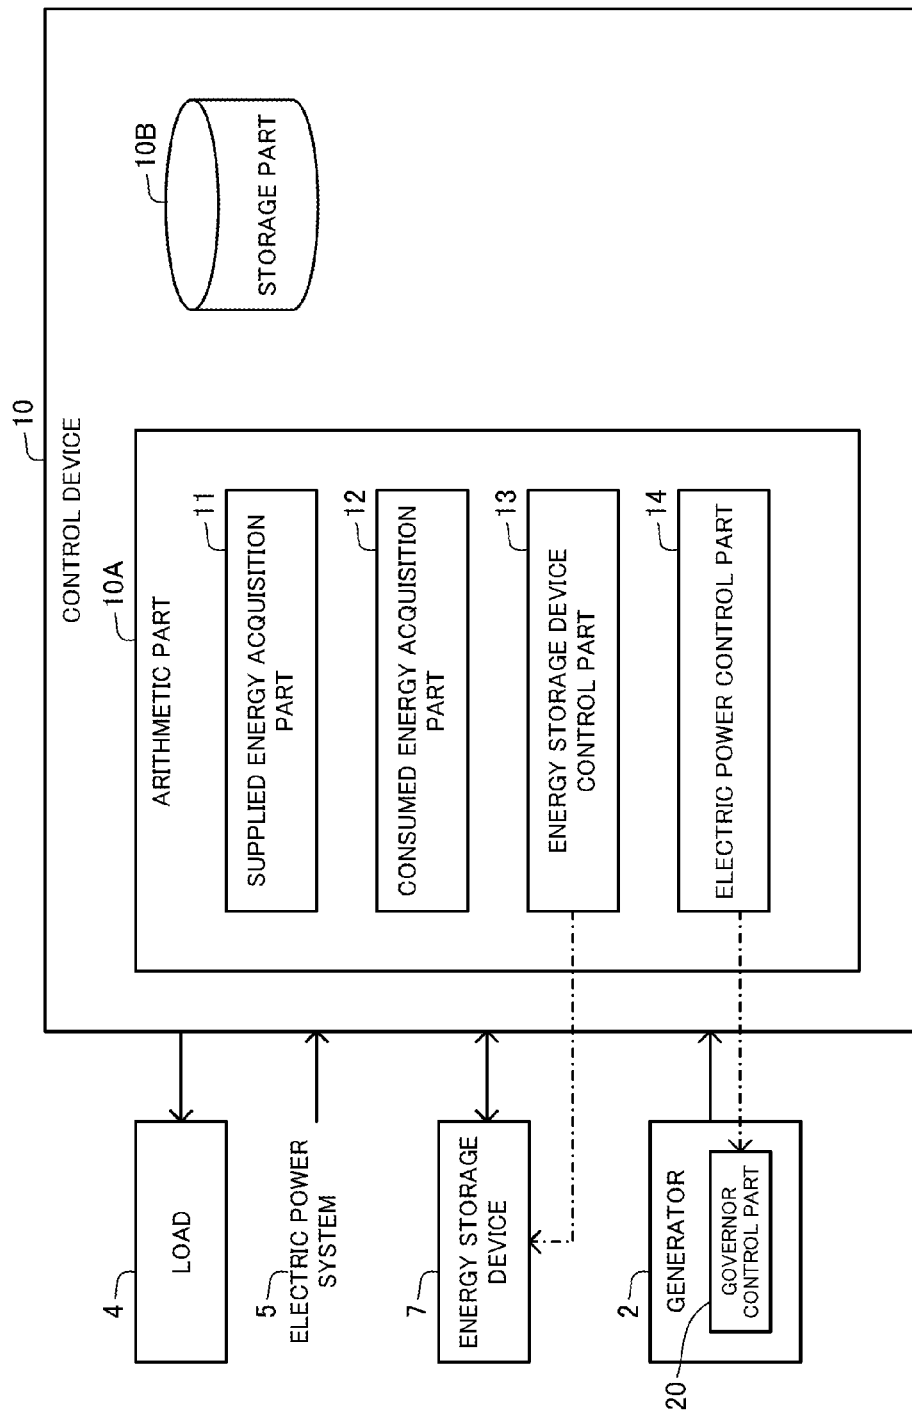 10
CONTROL DEVICE
10A
ARITHMETIC PART
11
SUPPLIED ENERGY ACQUISITION
PART
12
CONSUMED ENERGY ACQUISITION
PART
13
ENERGY STORAGE DEVICE
CONTROL PART
14
ELECTRIC POWER CONTROL PART
10B
STORAGE PART
4
LOAD
5
ELECTRIC POWER
SYSTEM
7
ENERGY STORAGE
DEVICE
2
GENERATOR
20
GOVERNOR
CONTROL PART